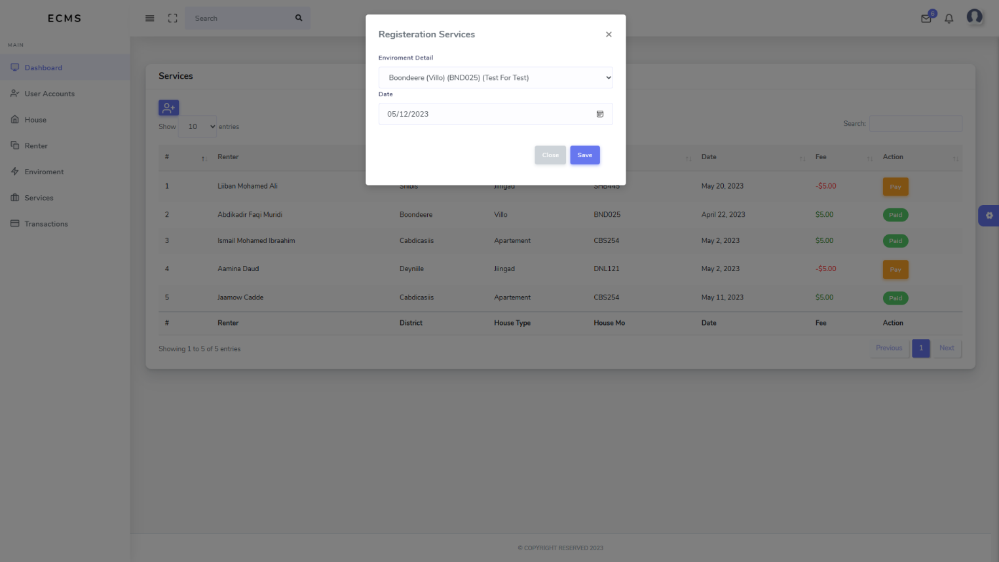 ECMS
Search
6
MAIN
Dashboard
User Accounts
House
Renter
Enviroment
Services
Transactions
Registeration Services
×
Enviroment Detail
Boondeere (Villo) (BND025) (Test For Test)
Date
05/12/2023
Close Save
Services
Show 10 entries
Search:
# Renter Date Fee Action
1 Liiban Mohamed Ali Shibis Jiingad SHB445 May 20, 2023 -$5.00 Pay
2 Abdikadir Faqi Muridi Boondeere Villo BND025 April 22, 2023 $5.00 Paid
3 Ismail Mohamed Ibraahim Cabdicasiis Apartement CBS254 May 2, 2023 $5.00 Paid
4 Aamina Daud Deyniile Jiingad DNL121 May 2, 2023 -$5.00 Pay
5 Jaamow Cadde Cabdicasiis Apartement CBS254 May 11, 2023 $5.00 Paid
# Renter District House Type House Mo Date Fee Action
Showing 1 to 5 of 5 entries
Previous 1 Next
© COPYRIGHT RESERVED 2023